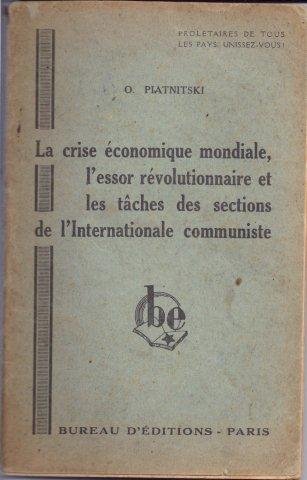 PROLÉTAIRES DE TOUS
LES PAYS, UNISSEZ-VOUS!
O. PIATNITSKI
La crise économique mondiale,
l'essor révolutionnaire et
les tâches des sections
de l'Internationale communiste
be
BUREAU D'ÉDITIONS - PARIS